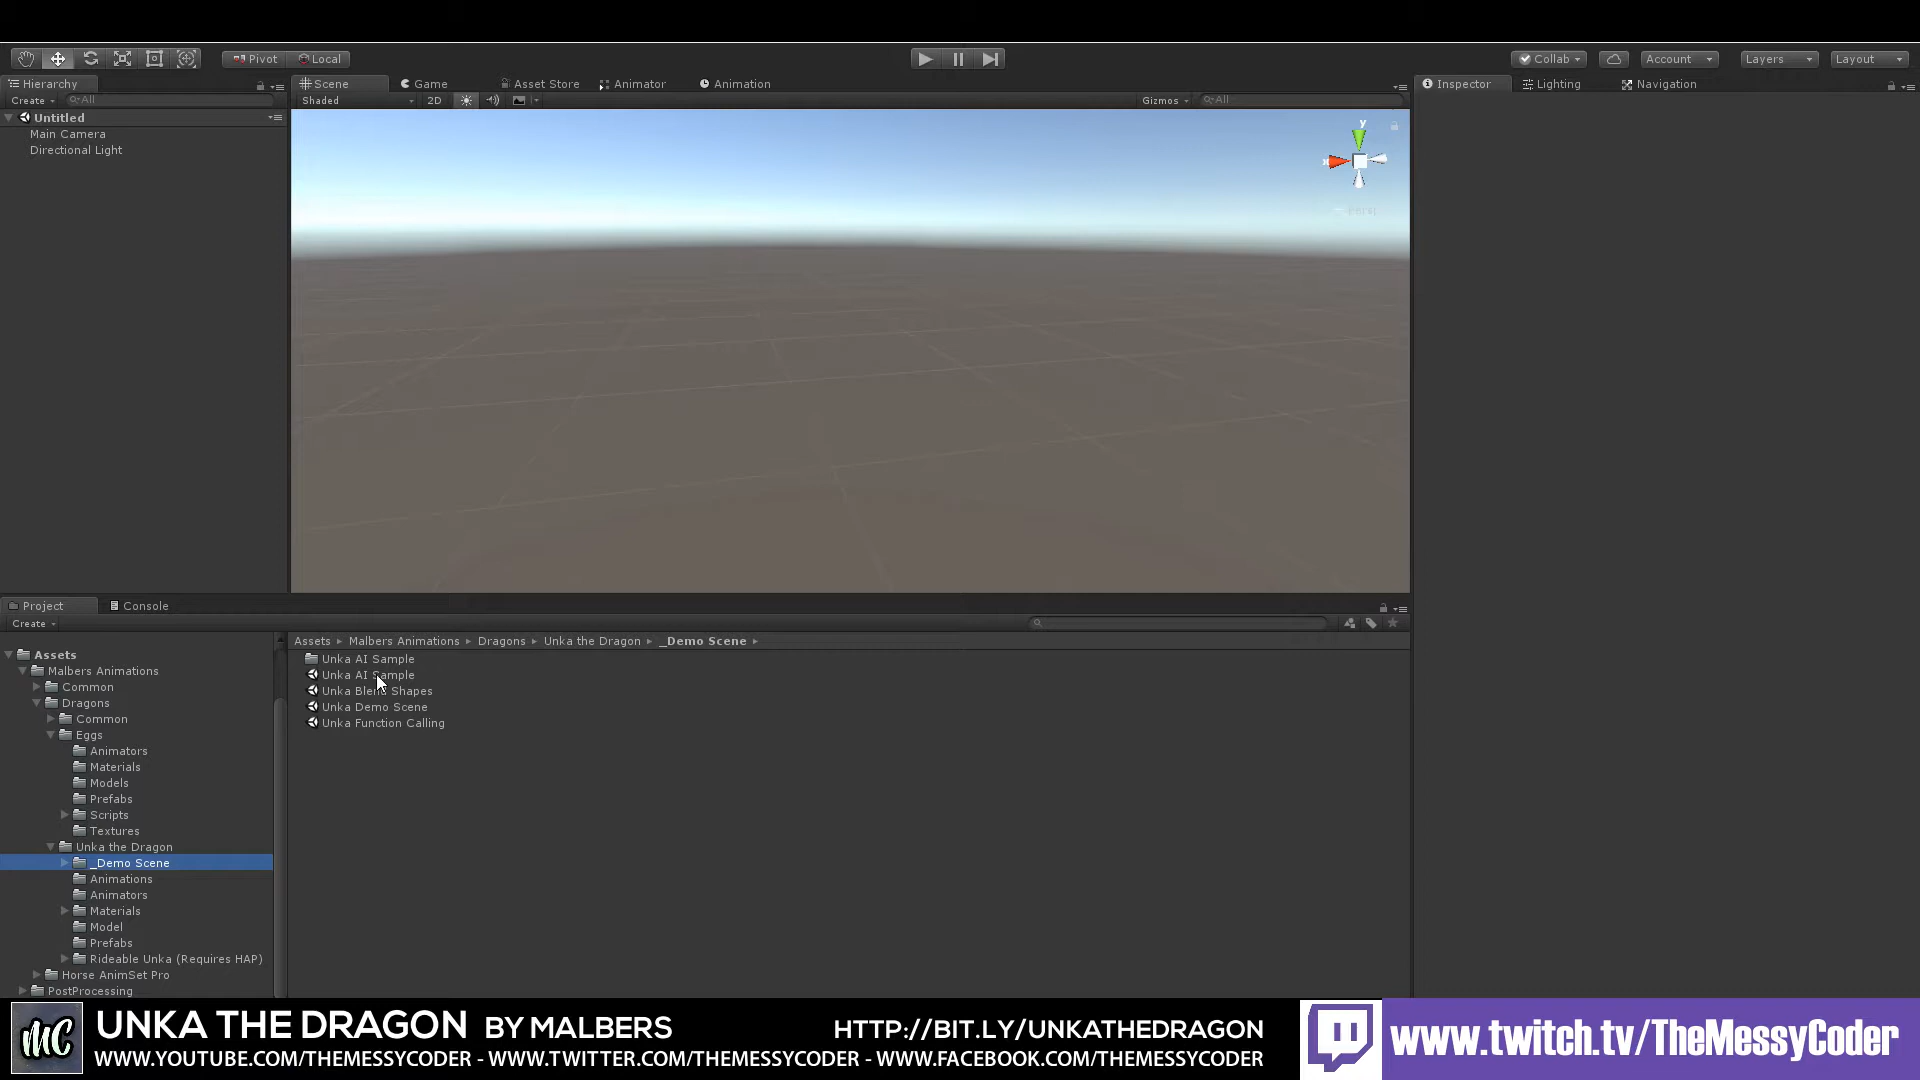 Pivot Local Collab Account Layers Layout
Hierarchy Scene Game Asset Store Animator Animation Inspector Lighting Navigation
Create All Shaded 2D Gizmos All
Untitled
Main Camera
Directional Light
y
x
Persp
Project Console
Create
Assets
Malbers Animations
Common
Dragons
Common
Eggs
Animators
Materials
Models
Prefabs
Scripts
Textures
Unka the Dragon
_Demo Scene
Animations
Animators
Materials
Model
Prefabs
Rideable Unka (Requires HAP)
Horse AnimSet Pro
PostProcessing
Assets Malbers Animations Dragons Unka the Dragon _Demo Scene
Unka AI Sample
Unka AI Sample
Unka Blend Shapes
Unka Demo Scene
Unka Function Calling
MC
UNKA THE DRAGON BY MALBERS HTTP://BIT.LY/UNKATHEDRAGON
WWW.YOUTUBE.COM/THEMESSYCODER - WWW.TWITTER.COM/THEMESSYCODER - WWW.FACEBOOK.COM/THEMESSYCODER
www.twitch.tv/TheMessyCoder